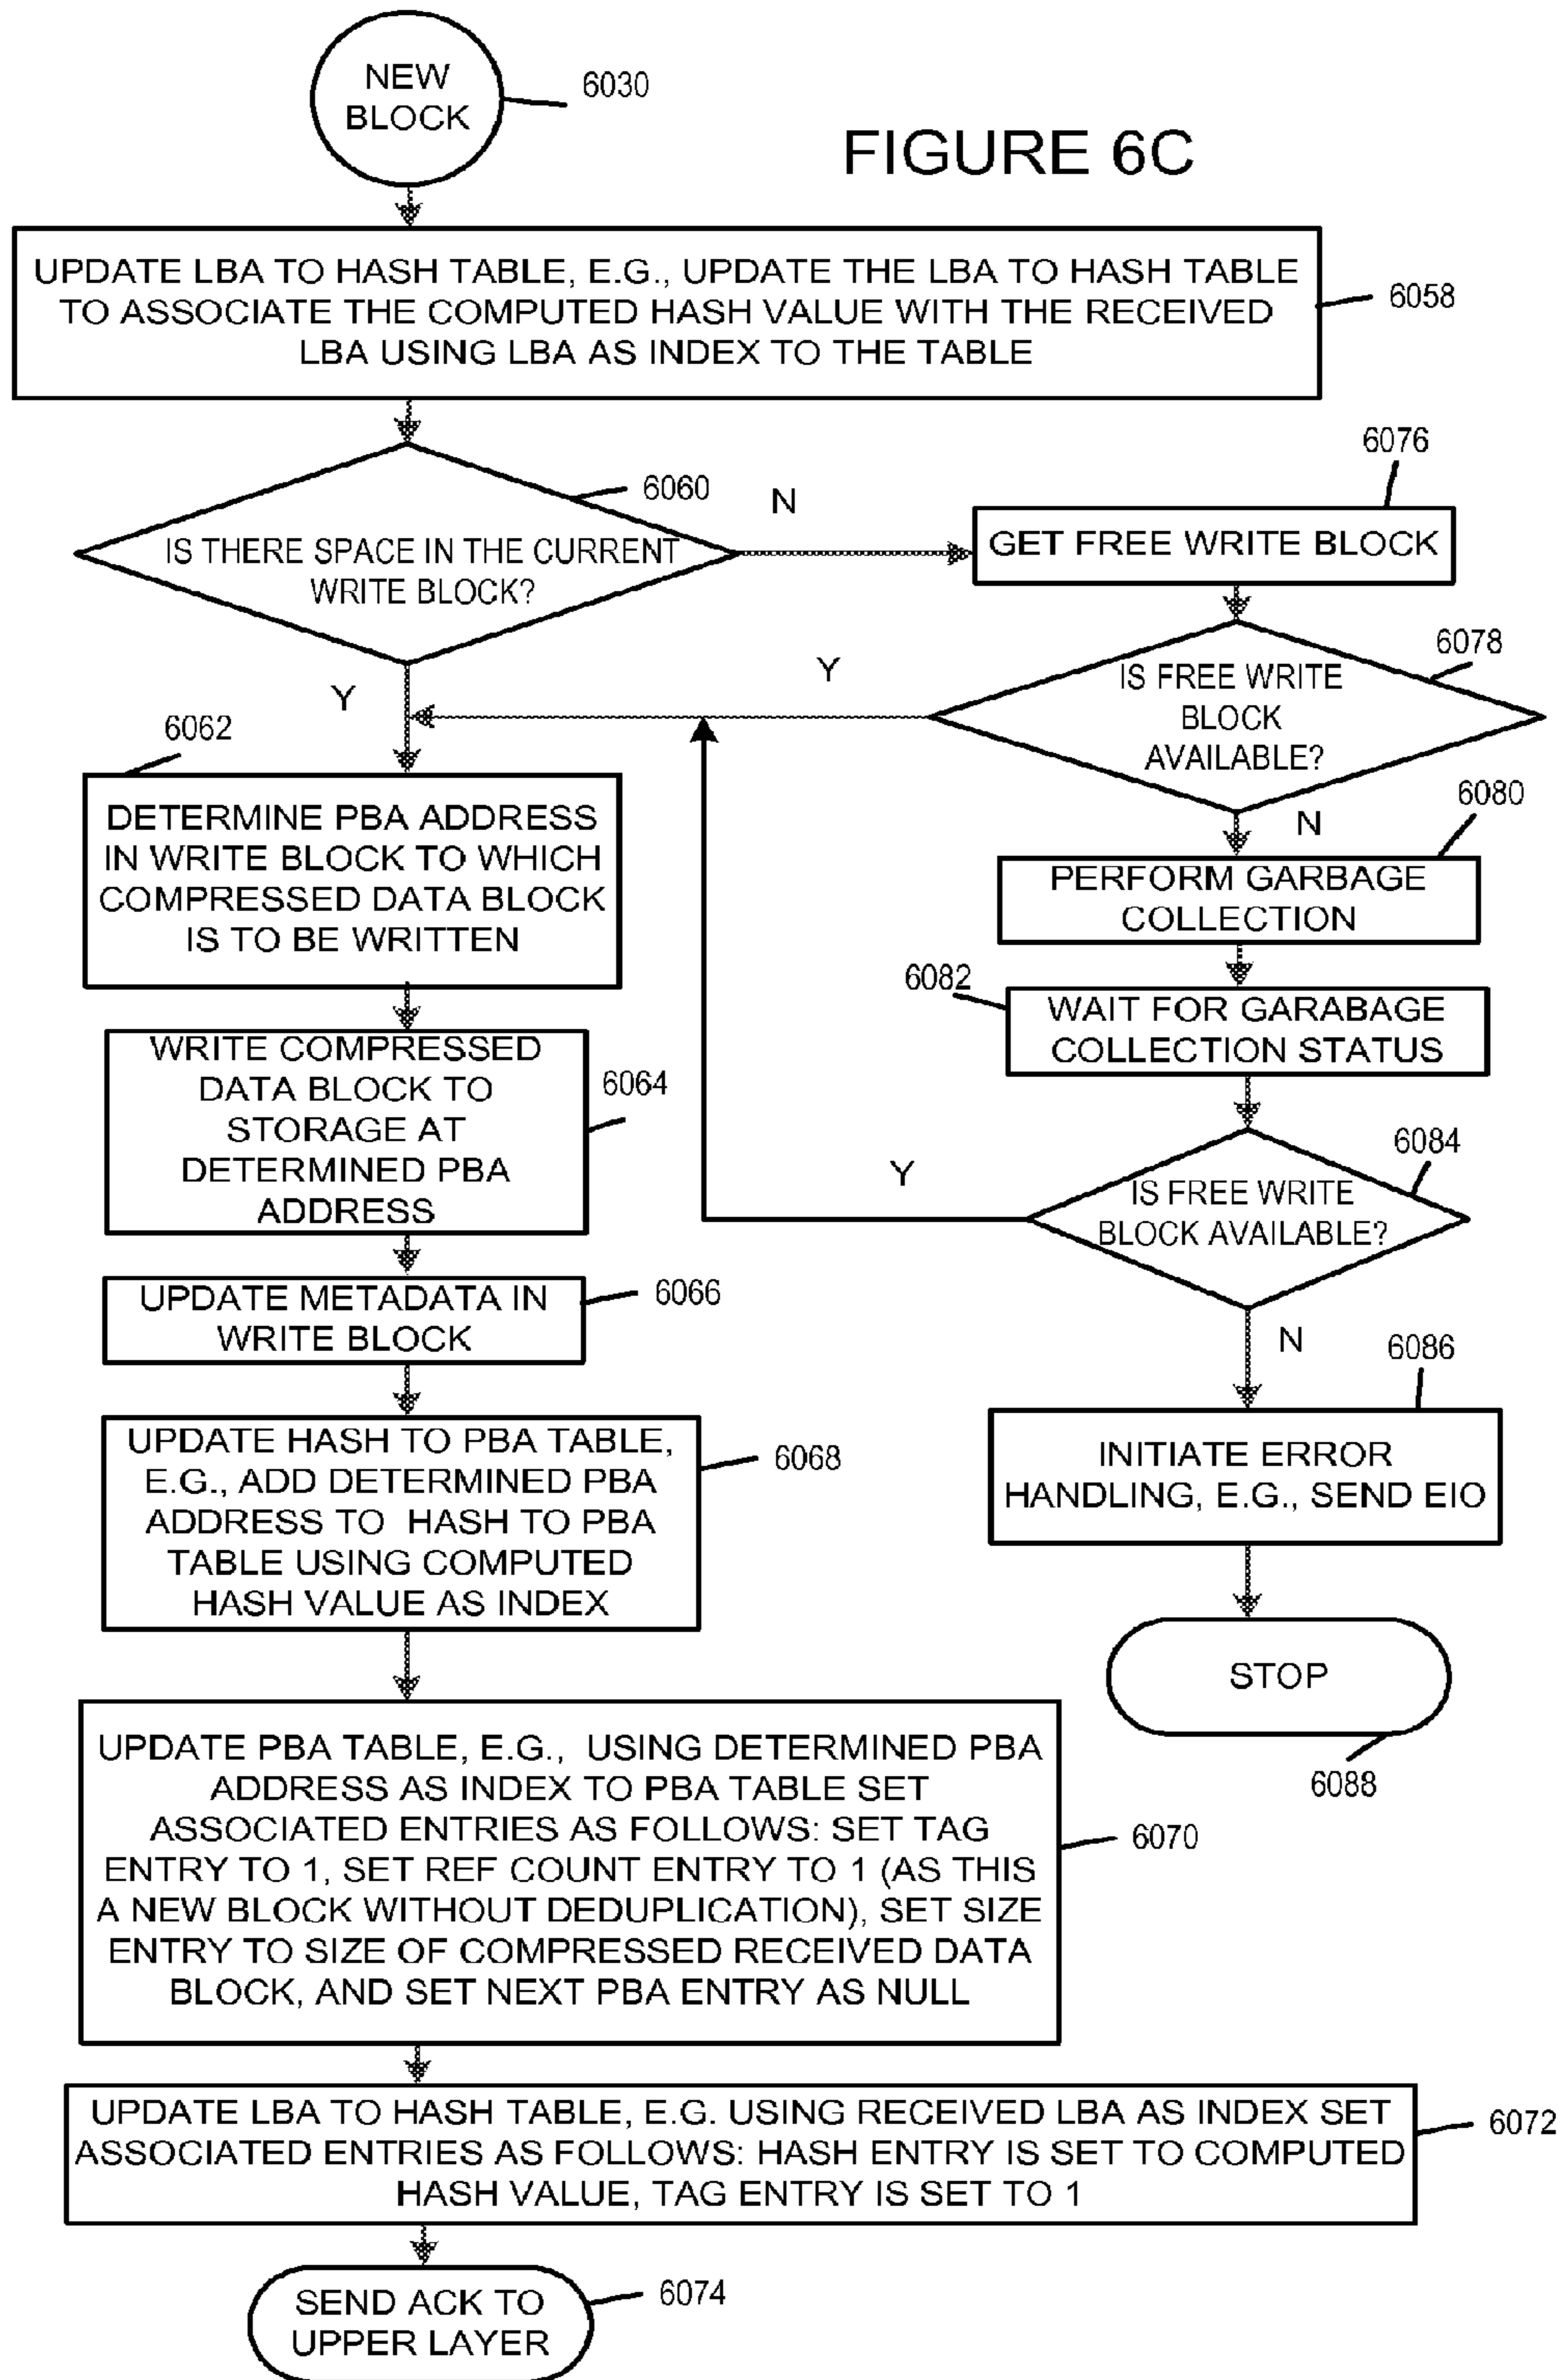 NEW
BLOCK
6030
FIGURE 6C
UPDATE LBA TO HASH TABLE, E.G., UPDATE THE LBA TO HASH TABLE
TO ASSOCIATE THE COMPUTED HASH VALUE WITH THE RECEIVED
LBA USING LBA AS INDEX TO THE TABLE
6058
6060
N
IS THERE SPACE IN THE CURRENT
WRITE BLOCK?
Y
6076
GET FREE WRITE BLOCK
6078
IS FREE WRITE
BLOCK
AVAILABLE?
Y
N
6062
DETERMINE PBA ADDRESS
IN WRITE BLOCK TO WHICH
COMPRESSED DATA BLOCK
IS TO BE WRITTEN
6080
PERFORM GARBAGE
COLLECTION
6082
WAIT FOR GARABAGE
COLLECTION STATUS
WRITE COMPRESSED
DATA BLOCK TO
STORAGE AT
DETERMINED PBA
ADDRESS
6064
6084
Y
IS FREE WRITE
BLOCK AVAILABLE?
N
UPDATE METADATA IN
WRITE BLOCK
6066
6086
INITIATE ERROR
HANDLING, E.G., SEND EIO
UPDATE HASH TO PBA TABLE,
E.G., ADD DETERMINED PBA
ADDRESS TO HASH TO PBA
TABLE USING COMPUTED
HASH VALUE AS INDEX
6068
STOP
6088
UPDATE PBA TABLE, E.G., USING DETERMINED PBA
ADDRESS AS INDEX TO PBA TABLE SET
ASSOCIATED ENTRIES AS FOLLOWS: SET TAG
ENTRY TO 1, SET REF COUNT ENTRY TO 1 (AS THIS
A NEW BLOCK WITHOUT DEDUPLICATION), SET SIZE
ENTRY TO SIZE OF COMPRESSED RECEIVED DATA
BLOCK, AND SET NEXT PBA ENTRY AS NULL
6070
UPDATE LBA TO HASH TABLE, E.G. USING RECEIVED LBA AS INDEX SET
ASSOCIATED ENTRIES AS FOLLOWS: HASH ENTRY IS SET TO COMPUTED
HASH VALUE, TAG ENTRY IS SET TO 1
6072
SEND ACK TO
UPPER LAYER
6074